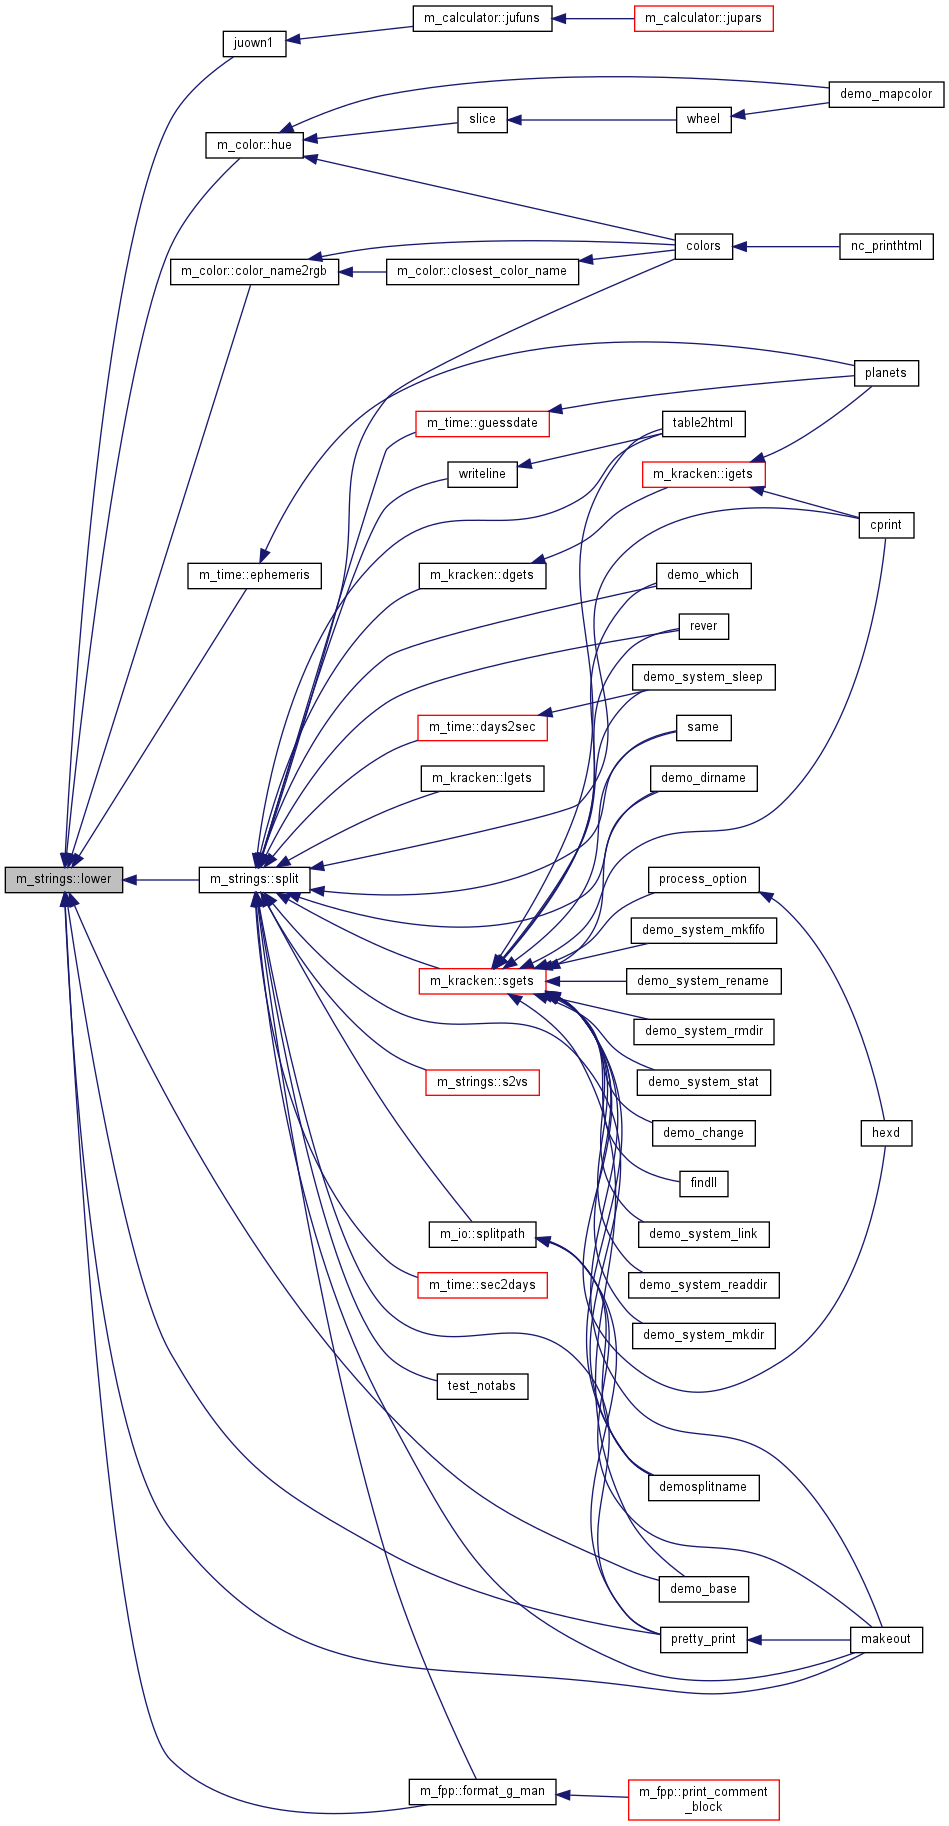 m_calculator::jufuns
m_calculator::jupars
juown1
demo_mapcolor
slice
wheel
m_color::hue
colors
nc_printhtml
m_color::color_name2rgb
m_color::closest_color_name
planets
m_time::guessdate
table2html
writeline
m_kracken::igets
cprint
m_time::ephemeris
m_kracken::dgets
demo_which
rever
demo_system_sleep
m_time::days2sec
same
m_kracken::lgets
demo_dirname
m_strings::lower
m_strings::split
process_option
demo_system_mkfifo
m_kracken::sgets
demo_system_rename
demo_system_rmdir
m_strings::s2vs
demo_system_stat
demo_change
hexd
findll
m_io::splitpath
demo_system_link
m_time::sec2days
demo_system_readdir
demo_system_mkdir
test_notabs
demosplitname
demo_base
pretty_print
makeout
m_fpp::format_g_man
m_fpp::print_comment
_block